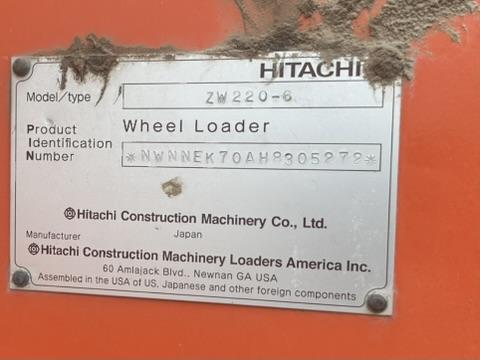 HITACHI
Model/type ZW220-6
Product Identification Number
Wheel Loader
*NWNNEK70AH8305272*
Hitachi Construction Machinery Co., Ltd.
Japan
Manufacturer
Hitachi Construction Machinery Loaders America Inc.
60 Amlajack Blvd., Newnan GA USA
Assembled in the USA of US, Japanese and other foreign components